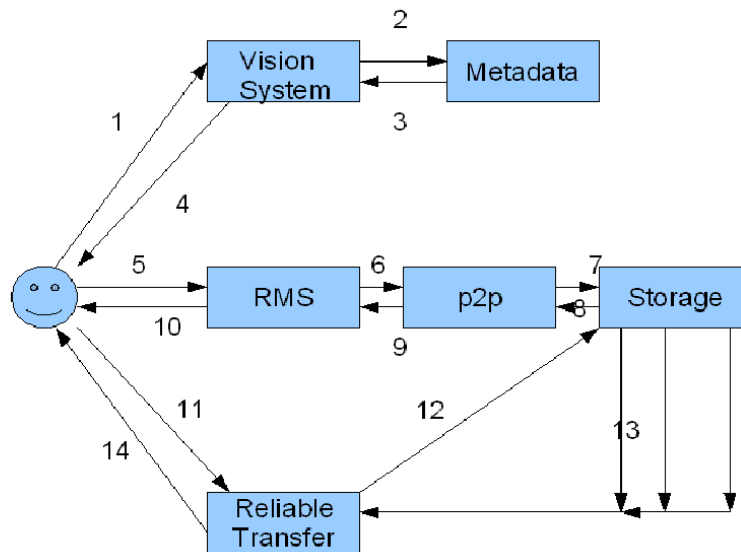 2
Vision
System
Metadata
1
3
4
5
6
7
RMS
p2p
Storage
8
10
9
11
12
13
14
Reliable
Transfer